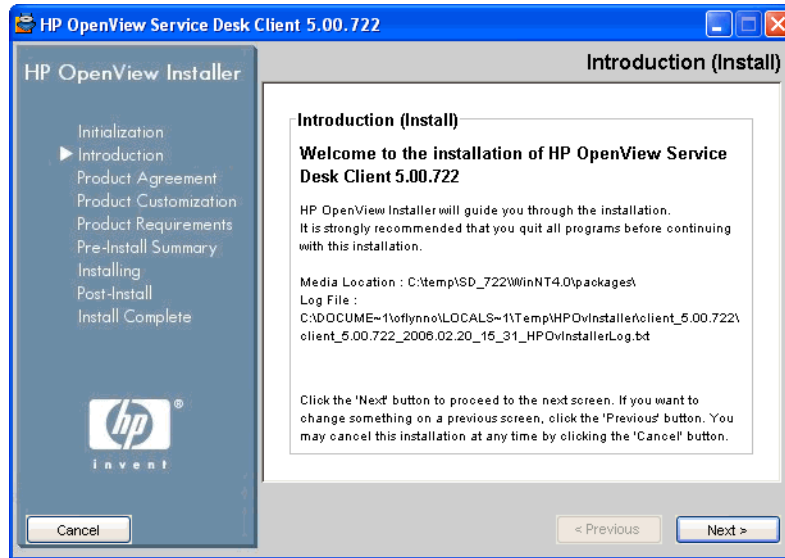 HP OpenView Service Desk Client 5.00.722
HP OpenView Installer
Initialization
Introduction
Product Agreement
Product Customization
Product Requirements
Pre-Install Summary
Installing
Post-Install
Install Complete
hp
®
invent
Cancel
Introduction (Install)
Introduction (Install)
Welcome to the installation of HP OpenView Service
Desk Client 5.00.722
HP OpenView Installer will guide you through the installation.
It is strongly recommended that you quit all programs before continuing
with this installation.
Media Location : C:\temp\SD_722\WinNT4.0\packages\
Log File :
C:\DOCUME~1\oflynno\LOCALS~1\Temp\HPOvInstaller\client_5.00.722\
client_5.00.722_2006.02.20_15_31_HPOvInstallerLog.txt
Click the 'Next' button to proceed to the next screen. If you want to
change something on a previous screen, click the 'Previous' button. You
may cancel this installation at any time by clicking the 'Cancel' button.
< Previous
Next >